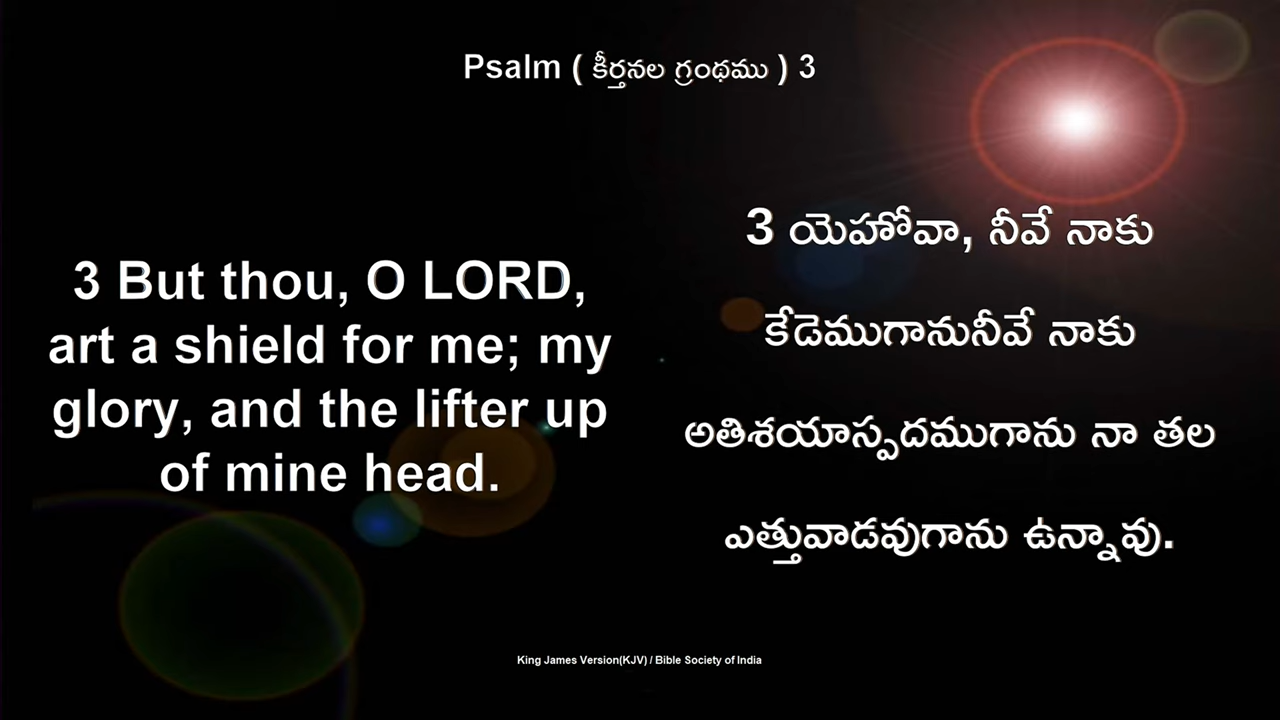 Psalm ( కీర్తనల గ్రంథము ) 3
3 But thou, O LORD,
art a shield for me; my
glory, and the lifter up
of mine head.
3 యెహోవా, నీవే నాకు
కేడెముగానునీవే నాకు
అతిశయాస్పదముగాను నా తల
ఎత్తువాడవుగాను ఉన్నావు.
King James Version(KJV) / Bible Society of India